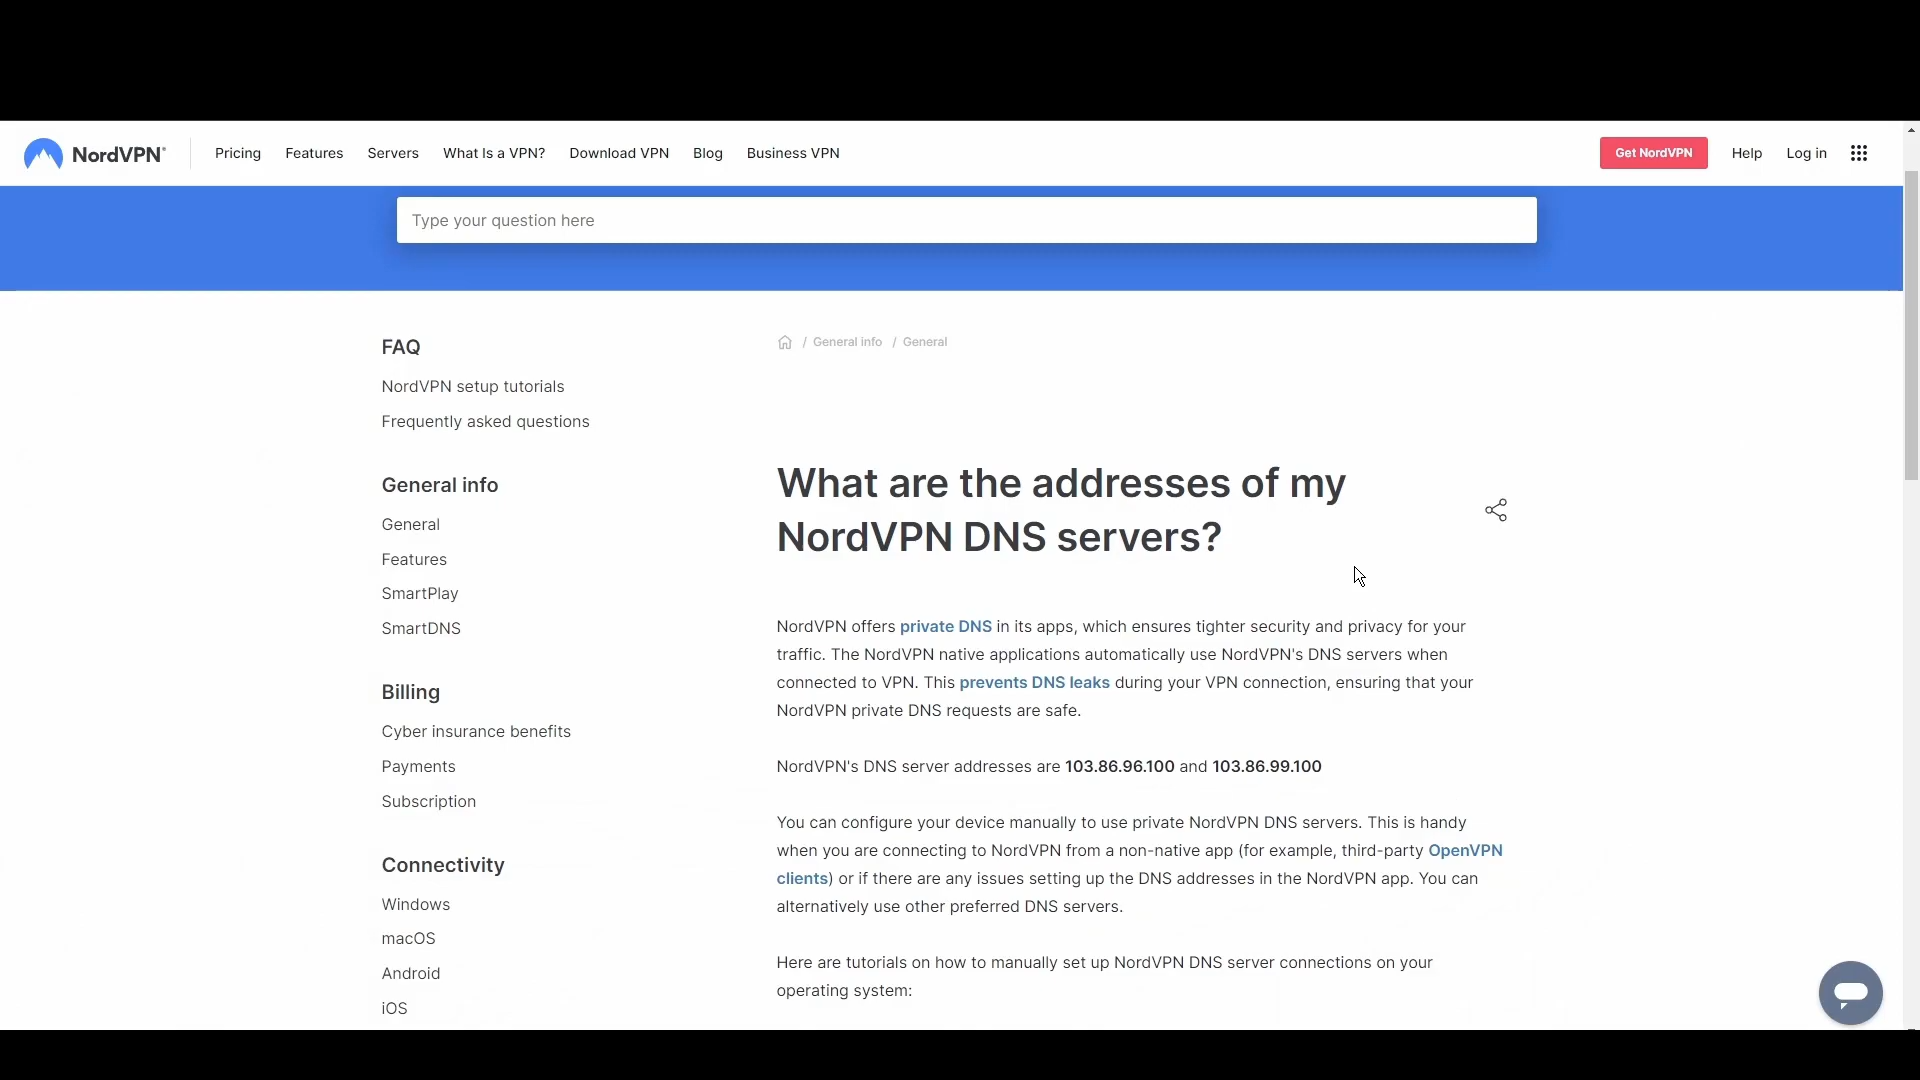 NordVPN®
Pricing
Features
Servers
What Is a VPN?
Download VPN
Blog
Business VPN
Get NordVPN
Help
Log in
Type your question here
FAQ
NordVPN setup tutorials
Frequently asked questions
General info
General
Features
SmartPlay
SmartDNS
Billing
Cyber insurance benefits
Payments
Subscription
Connectivity
Windows
macOS
Android
iOS
/ General info / General
What are the addresses of my
NordVPN DNS servers?
NordVPN offers private DNS in its apps, which ensures tighter security and privacy for your
traffic. The NordVPN native applications automatically use NordVPN's DNS servers when
connected to VPN. This prevents DNS leaks during your VPN connection, ensuring that your
NordVPN private DNS requests are safe.
NordVPN's DNS server addresses are 103.86.96.100 and 103.86.99.100
You can configure your device manually to use private NordVPN DNS servers. This is handy
when you are connecting to NordVPN from a non-native app (for example, third-party OpenVPN
clients) or if there are any issues setting up the DNS addresses in the NordVPN app. You can
alternatively use other preferred DNS servers.
Here are tutorials on how to manually set up NordVPN DNS server connections on your
operating system: